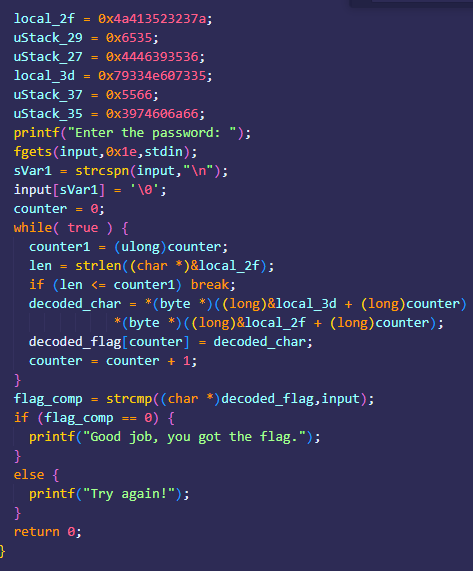 local_2f = 0x4a413523237a;
uStack_29 = 0x6535;
uStack_27 = 0x4446393536;
local_3d = 0x79334e607335;
uStack_37 = 0x5566;
uStack_35 = 0x3974606a66;
printf("Enter the password: ");
fgets(input,0x1e,stdin);
sVar1 = strcspn(input,"\n");
input[sVar1] = '\0';
counter = 0;
while( true ) {
counter1 = (ulong)counter;
len = strlen((char *)&local_2f);
if (len <= counter1) break;
decoded_char = *(byte *)((long)&local_3d + (long)counter)
*(byte *)((long)&local_2f + (long)counter);
decoded_flag[counter] = decoded_char;
counter = counter + 1;
}
flag_comp = strcmp((char *)decoded_flag,input);
if (flag_comp == 0) {
printf("Good job, you got the flag.");
}
else {
printf("Try again!");
}
return 0;
}